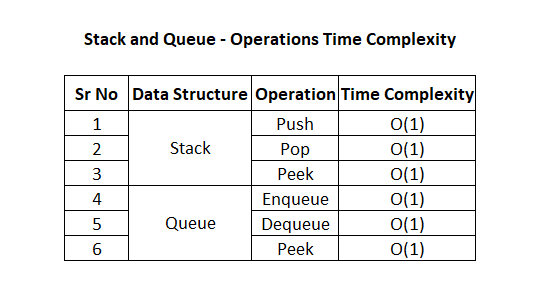 Stack and Queue - Operations Time Complexity
Sr No Data Structure Operation Time Complexity
1 Push O(1)
2 Stack Pop O(1)
3 Peek O(1)
4 Enqueue O(1)
5 Queue Dequeue O(1)
6 Peek O(1)